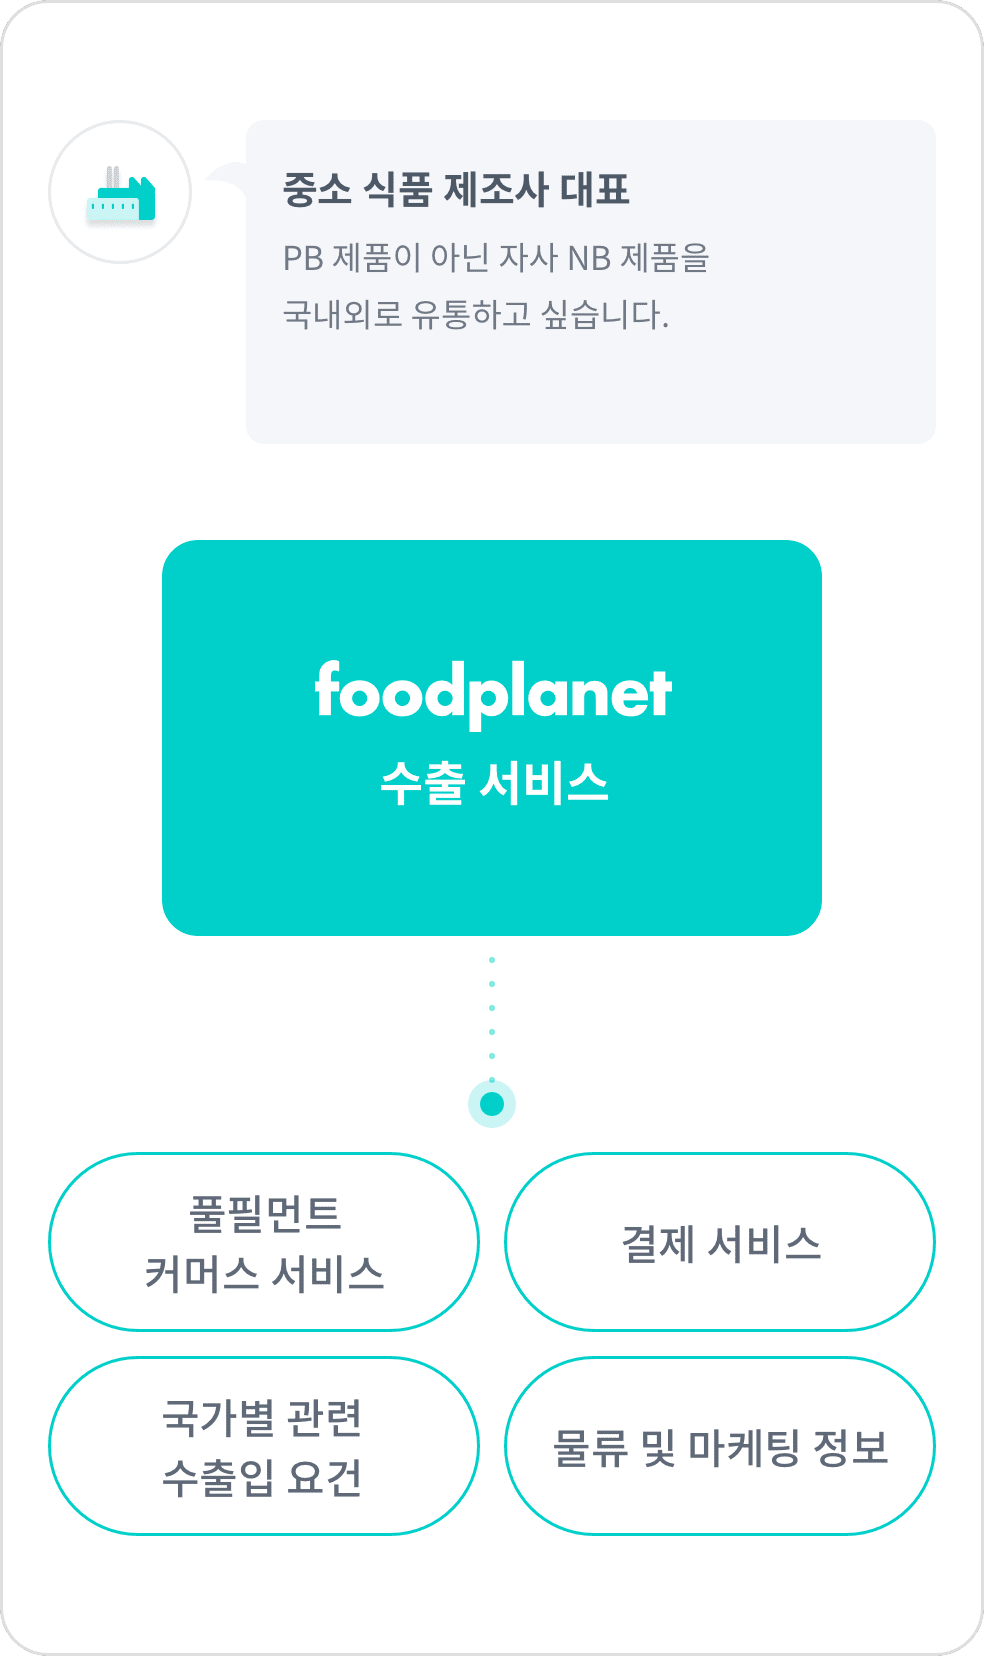 중소 식품 제조사 대표
PB 제품이 아닌 자사 NB 제품을
국내외로 유통하고 싶습니다.
foodplanet
수출 서비스
풀필먼트
커머스 서비스
결제 서비스
국가별 관련
수출입 요건
물류 및 마케팅 정보